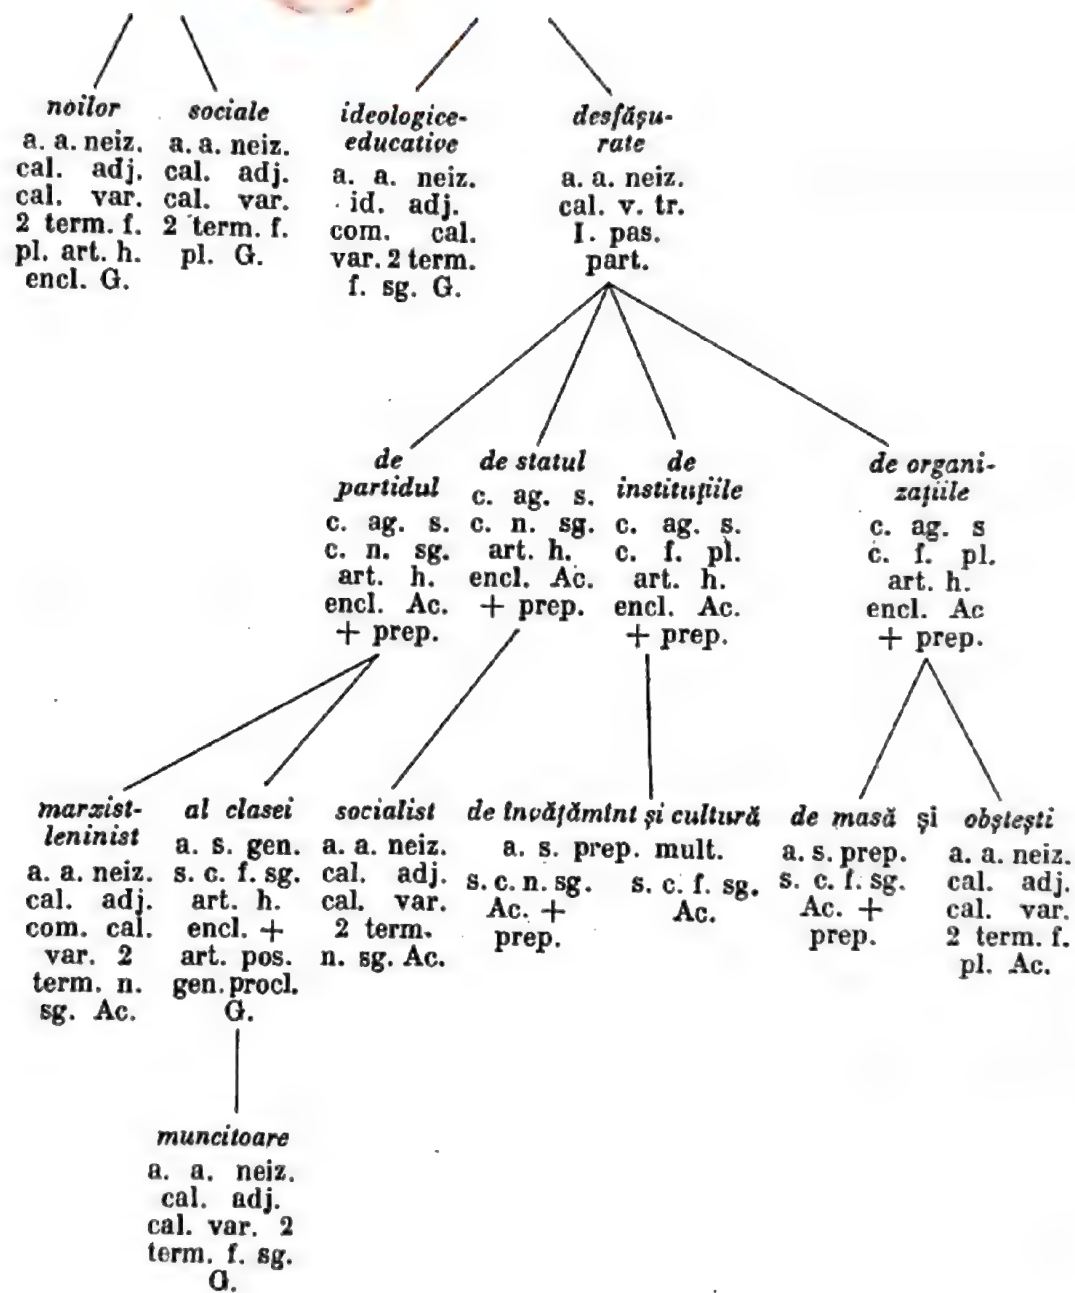 noilor
a. a. neiz.
cal. adj.
cal. var.
2 term. f.
pl. art. h.
encl. G.
sociale
a. a. neiz.
cal. adj.
cal. var.
2 term. f.
pl. G.
ideologice-
educative
a. a. neiz.
id. adj.
com. cal.
var. 2 term.
f. sg. G.
desfășu-
rate
a. a. neiz.
cal. v. tr.
I. pas.
part.
de
partidul
c. ag. s.
c. n. sg.
art. h.
encl. Ac.
+ prep.
de statul
c. ag. s.
c. n. sg.
art. h.
encl. Ac.
+ prep.
de
instituțiile
c. ag. s.
c. f. pl.
art. h.
encl. Ac.
+ prep.
de organi-
zațiile
c. ag. s
c. f. pl.
art. h.
encl. Ac
+ prep.
marxist-
leninist
a. a. neiz.
cal. adj.
com. cal.
var. 2
term. n.
sg. Ac.
al clasei
a. s. gen.
s. c. f. sg.
art. h.
encl. +
art. pos.
gen. procl.
G.
socialist
a. a. neiz.
cal. adj.
cal. var.
2 term.
n. sg. Ac.
de învățămînt și cultură
a. s. prep. mult.
s. c. n. sg.
Ac. +
prep.
s. c. f. sg.
Ac.
de masă și obștești
a. s. prep.
s. c. f. sg.
Ac. +
prep.
a. a. neiz.
cal. adj.
cal. var.
2 term. f.
pl. Ac.
muncitoare
a. a. neiz.
cal. adj.
cal. var. 2
term. f. sg.
G.